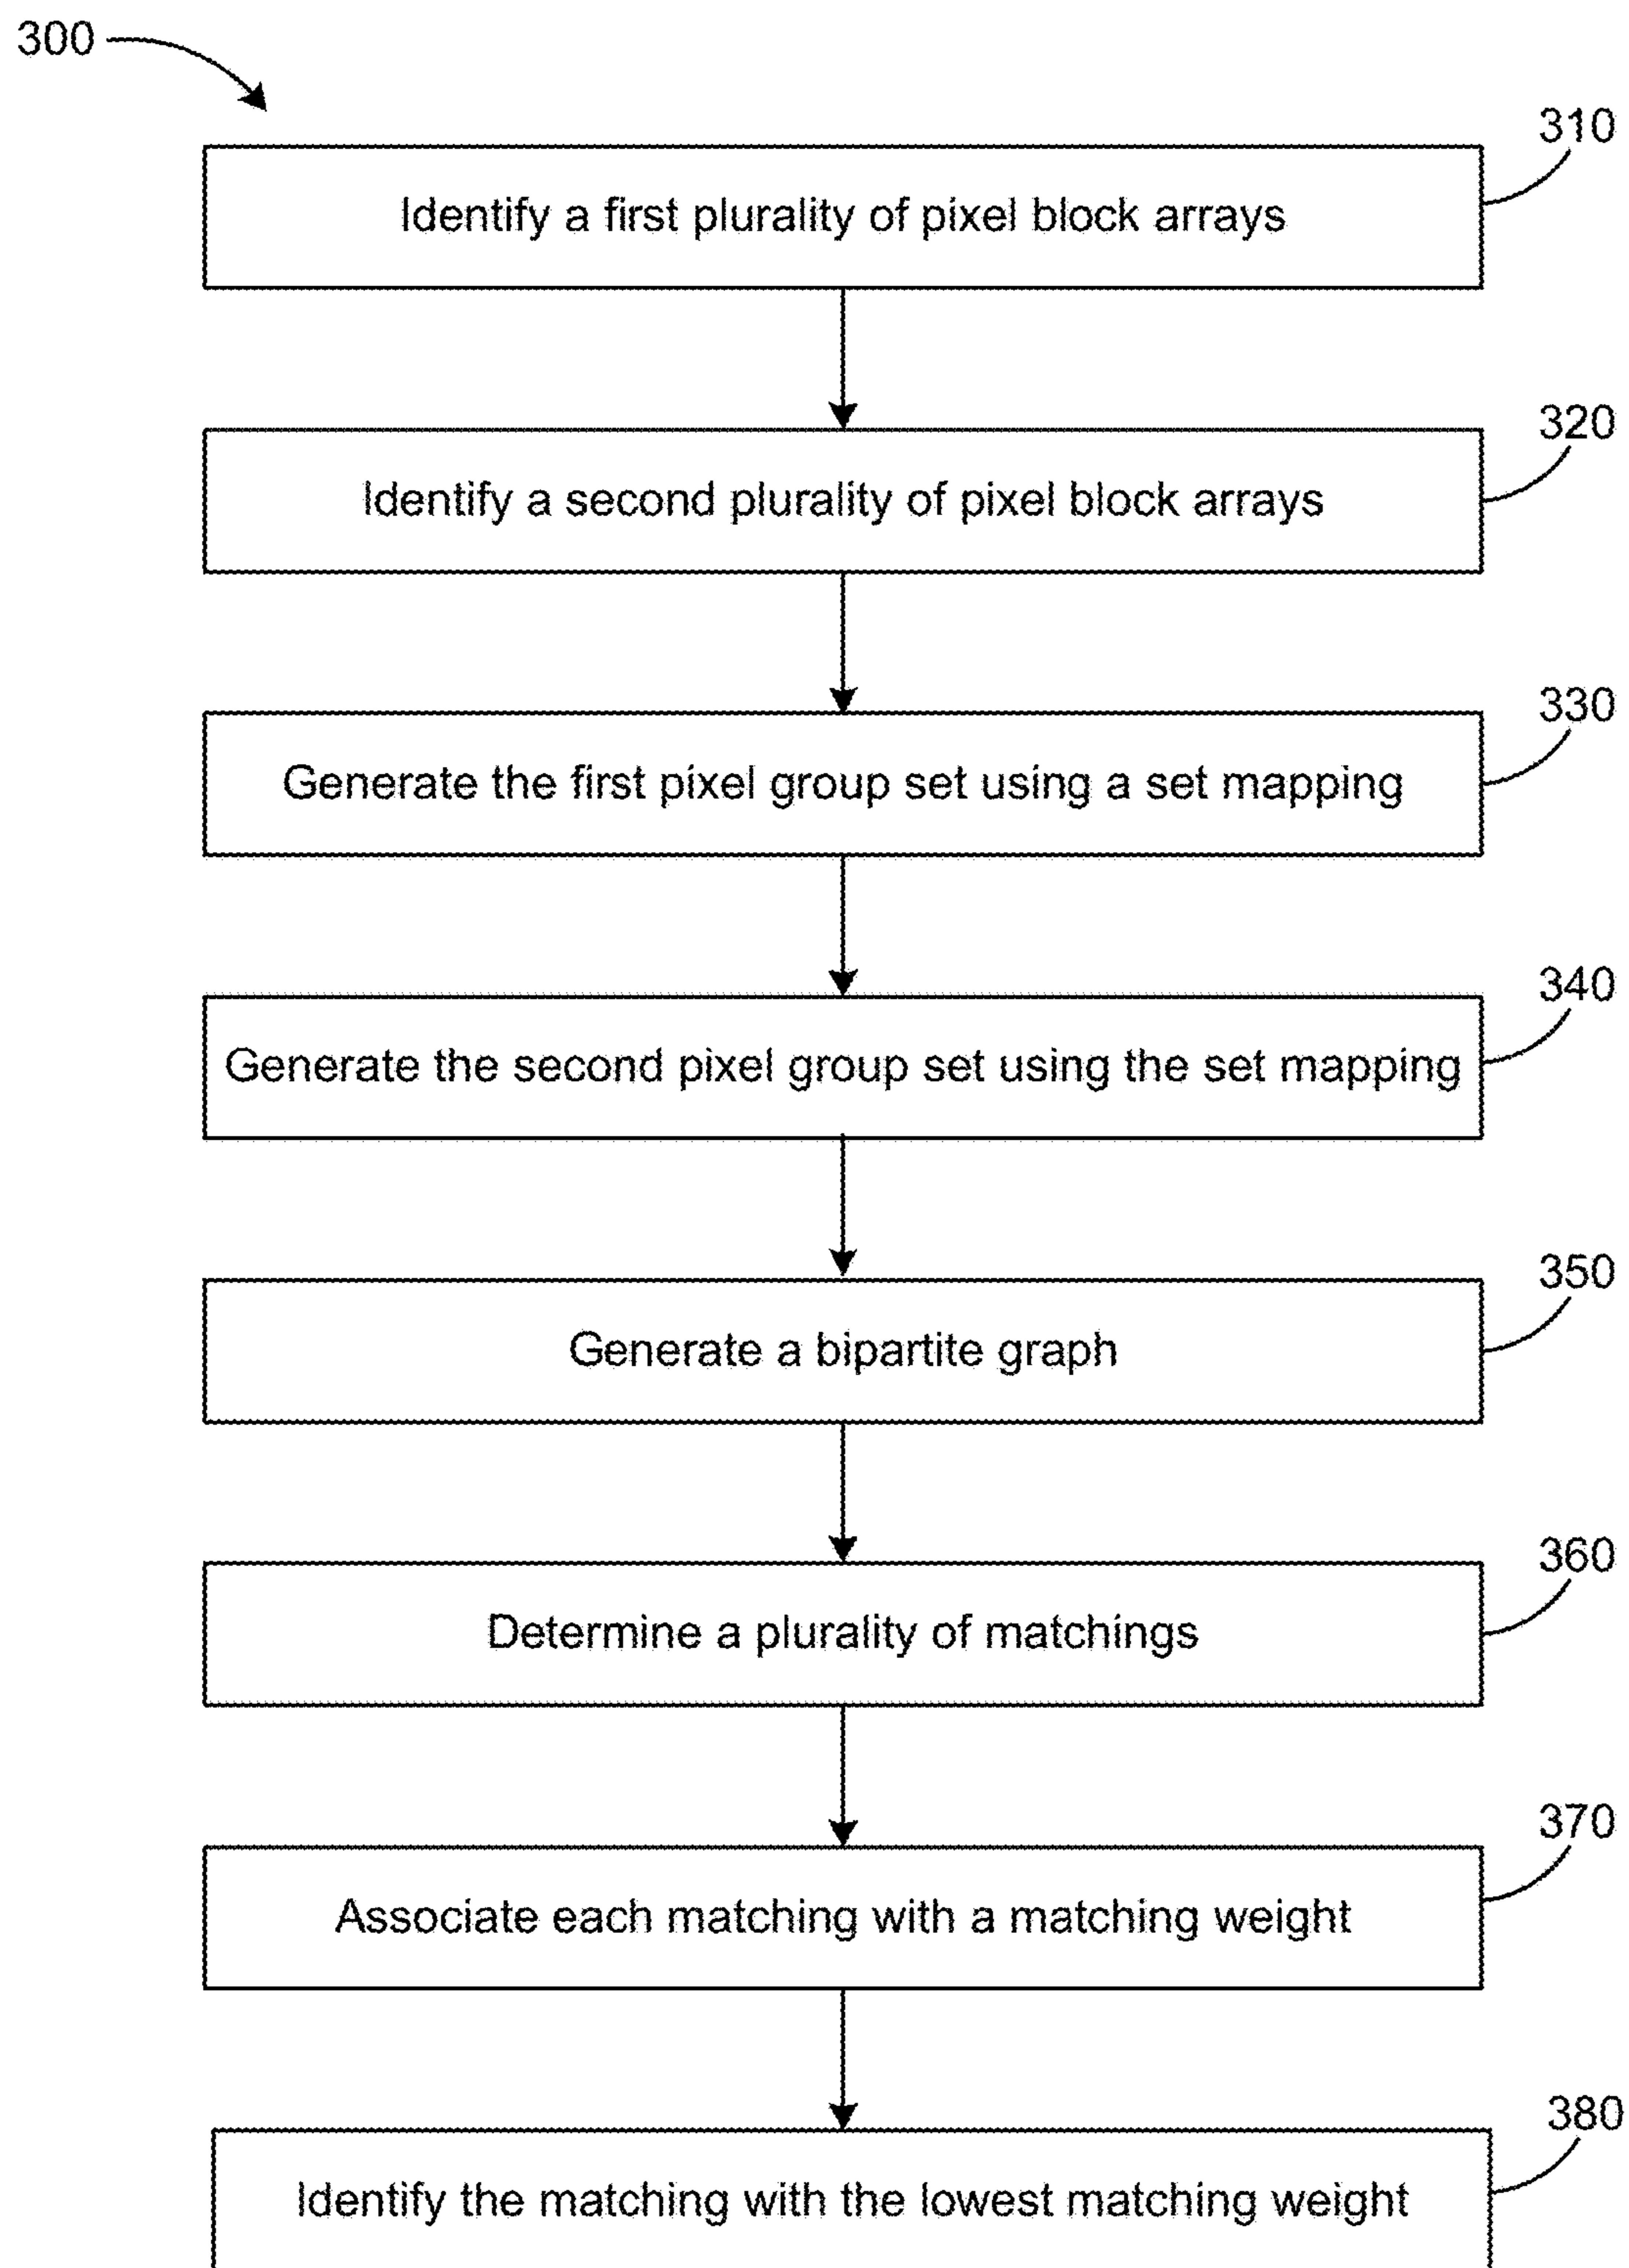 300
310
Identify a first plurality of pixel block arrays
320
Identify a second plurality of pixel block arrays
330
Generate the first pixel group set using a set mapping
340
Generate the second pixel group set using the set mapping
350
Generate a bipartite graph
360
Determine a plurality of matchings
370
Associate each matching with a matching weight
380
Identify the matching with the lowest matching weight